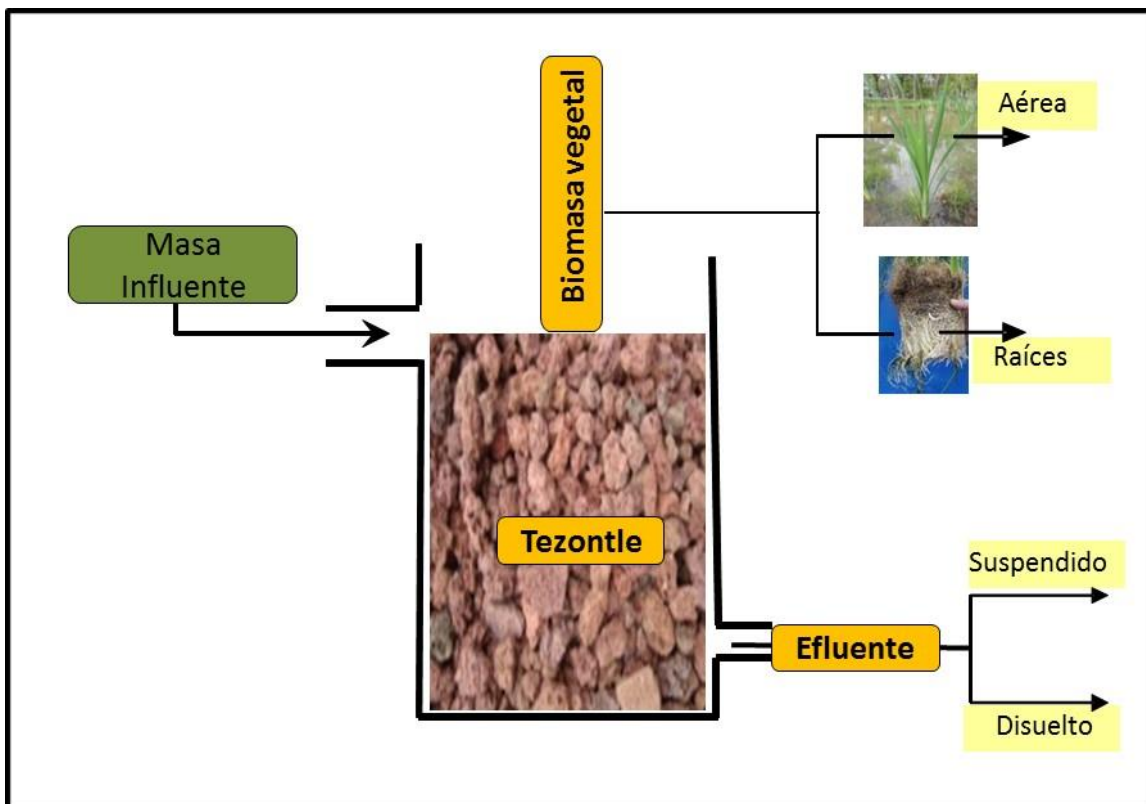 Biomasa vegetal
Aérea
Masa
Influente
Raíces
Tezontle
Suspendido
Efluente
Disuelto